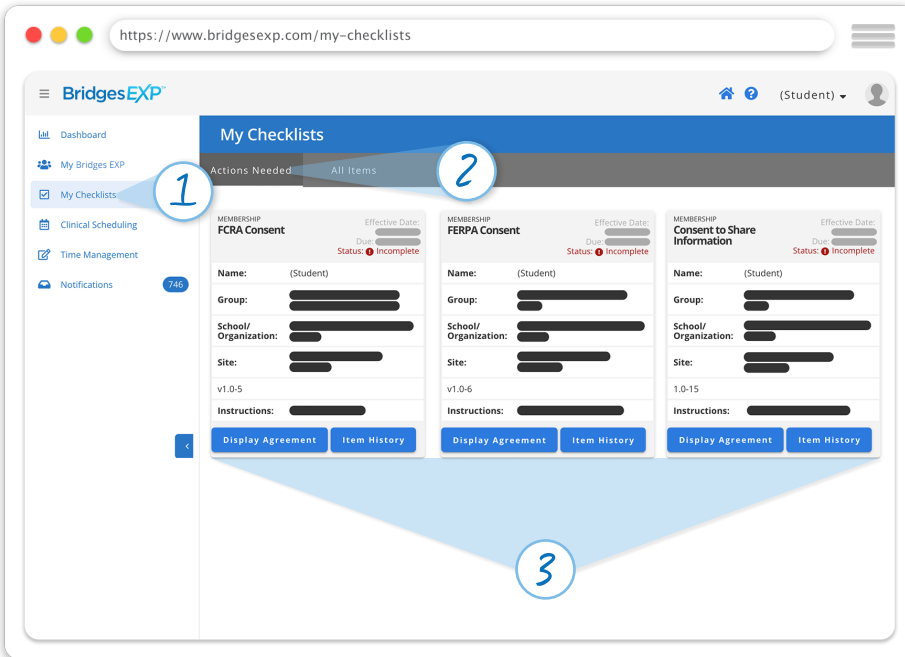 https://www.bridgesexp.com/my-checklists
BridgesEXP
(Student)
Dashboard
My Bridges EXP
My Checklists
Clinical Scheduling
Time Management
Notifications
746
My Checklists
Actions Needed
All Items
1
2
MEMBERSHIP
FCRA Consent
Effective Date:
Due:
Status: Incomplete
Name: (Student)
Group:
School/
Organization:
Site:
v1.0-5
Instructions:
Display Agreement Item History
MEMBERSHIP
FERPA Consent
Effective Date:
Due:
Status: Incomplete
Name: (Student)
Group:
School/
Organization:
Site:
v1.0-6
Instructions:
Display Agreement Item History
MEMBERSHIP
Consent to Share
Information
Effective Date:
Due:
Status: Incomplete
Name: (Student)
Group:
School/
Organization:
Site:
1.0-15
Instructions:
Display Agreement Item History
3